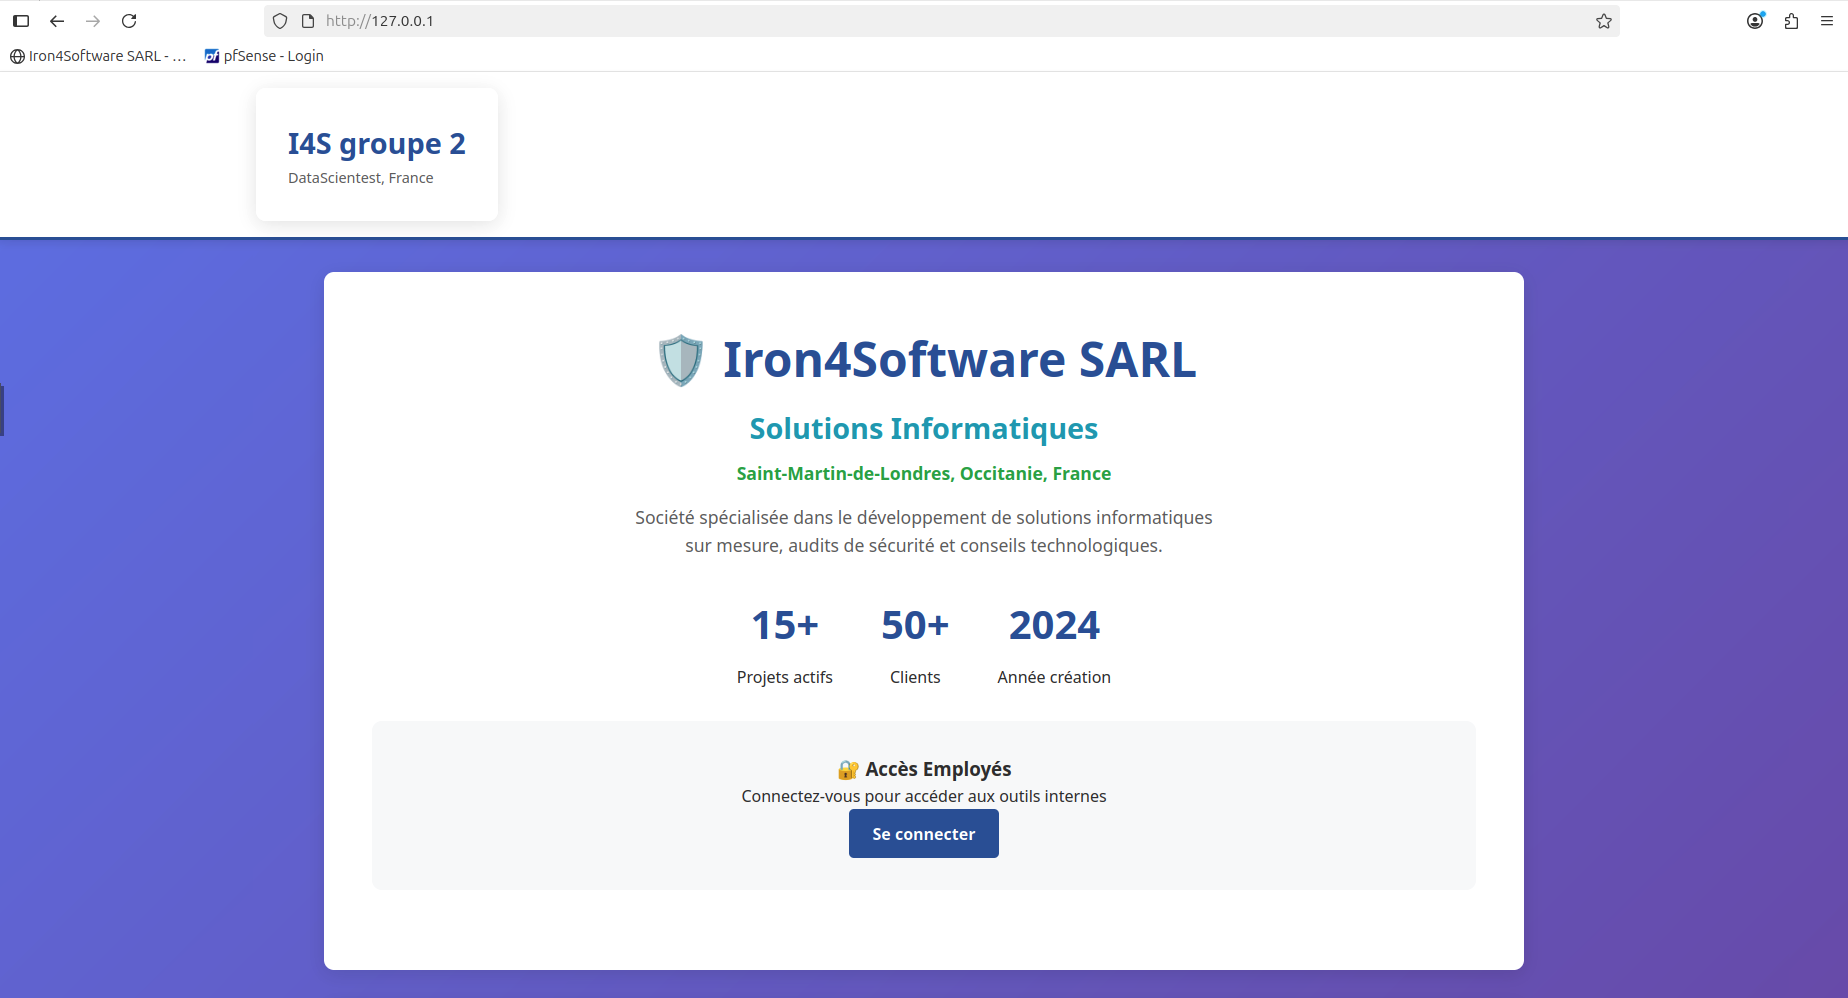 http://127.0.0.1
Iron4Software SARL - …
pfSense - Login
I4S groupe 2
DataScientest, France
Iron4Software SARL
Solutions Informatiques
Saint-Martin-de-Londres, Occitanie, France
Société spécialisée dans le développement de solutions informatiques
sur mesure, audits de sécurité et conseils technologiques.
15+ 50+ 2024
Projets actifs Clients Année création
Accès Employés
Connectez-vous pour accéder aux outils internes
Se connecter